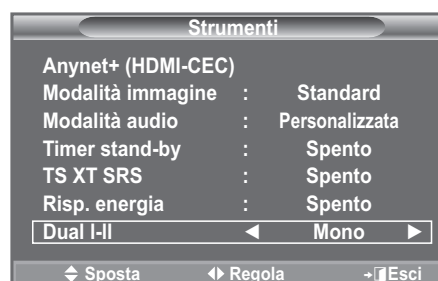 Strumenti
Anynet+ (HDMI-CEC)
Modalità immagine : Standard
Modalità audio : Personalizzata
Timer stand-by : Spento
TS XT SRS : Spento
Risp. energia : Spento
Dual I-II ◄ Mono ►
Sposta Regola Esci